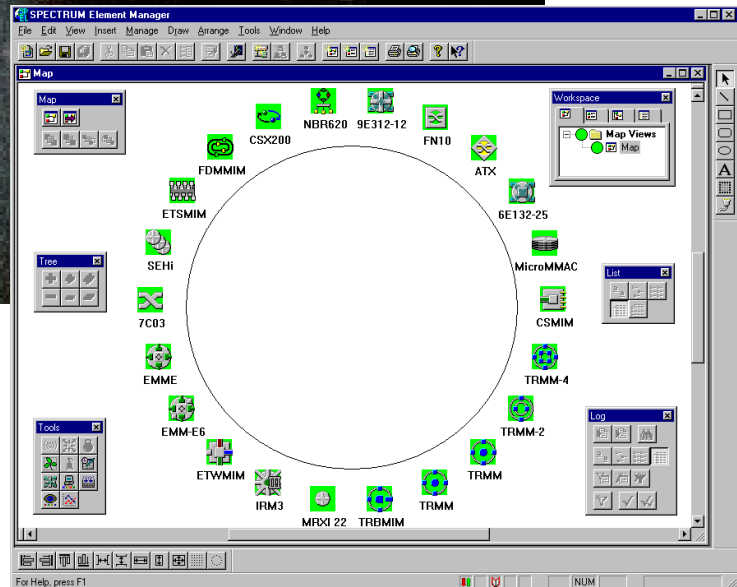 SPECTRUM Element Manager
File Edit View Insert Manage Draw Arrange Tools Window Help
Map
Map
Workspace
Map Views
Map
NBR620
9E312-12
CSX200
FN10
FDMMIM
ATX
ETSMIM
6E132-25
SEHi
MicroMMAC
Tree
List
7C03
CSMIM
EMME
TRMM-4
EMM-E6
TRMM-2
Tools
Log
ETWMIM
TRMM
IRM3
TRMM
MRXI 22
TRBMIM
For Help, press F1
NUM